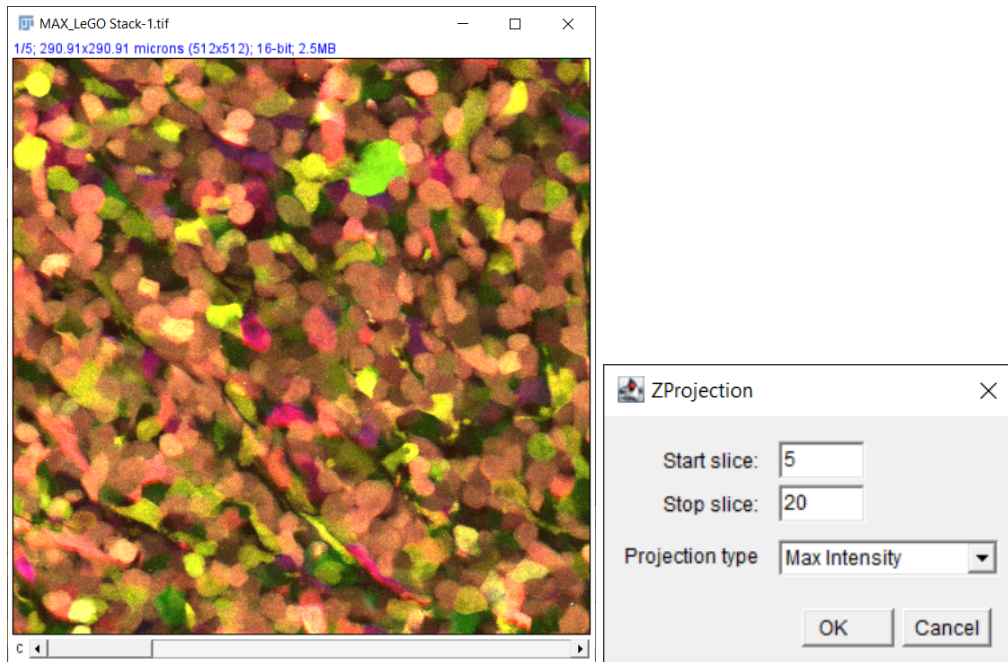 MAX_LeGO Stack-1.tif
1/5; 290.91x290.91 microns (512x512); 16-bit; 2.5MB
c
ZProjection
Start slice: 5
Stop slice: 20
Projection type Max Intensity
OK Cancel